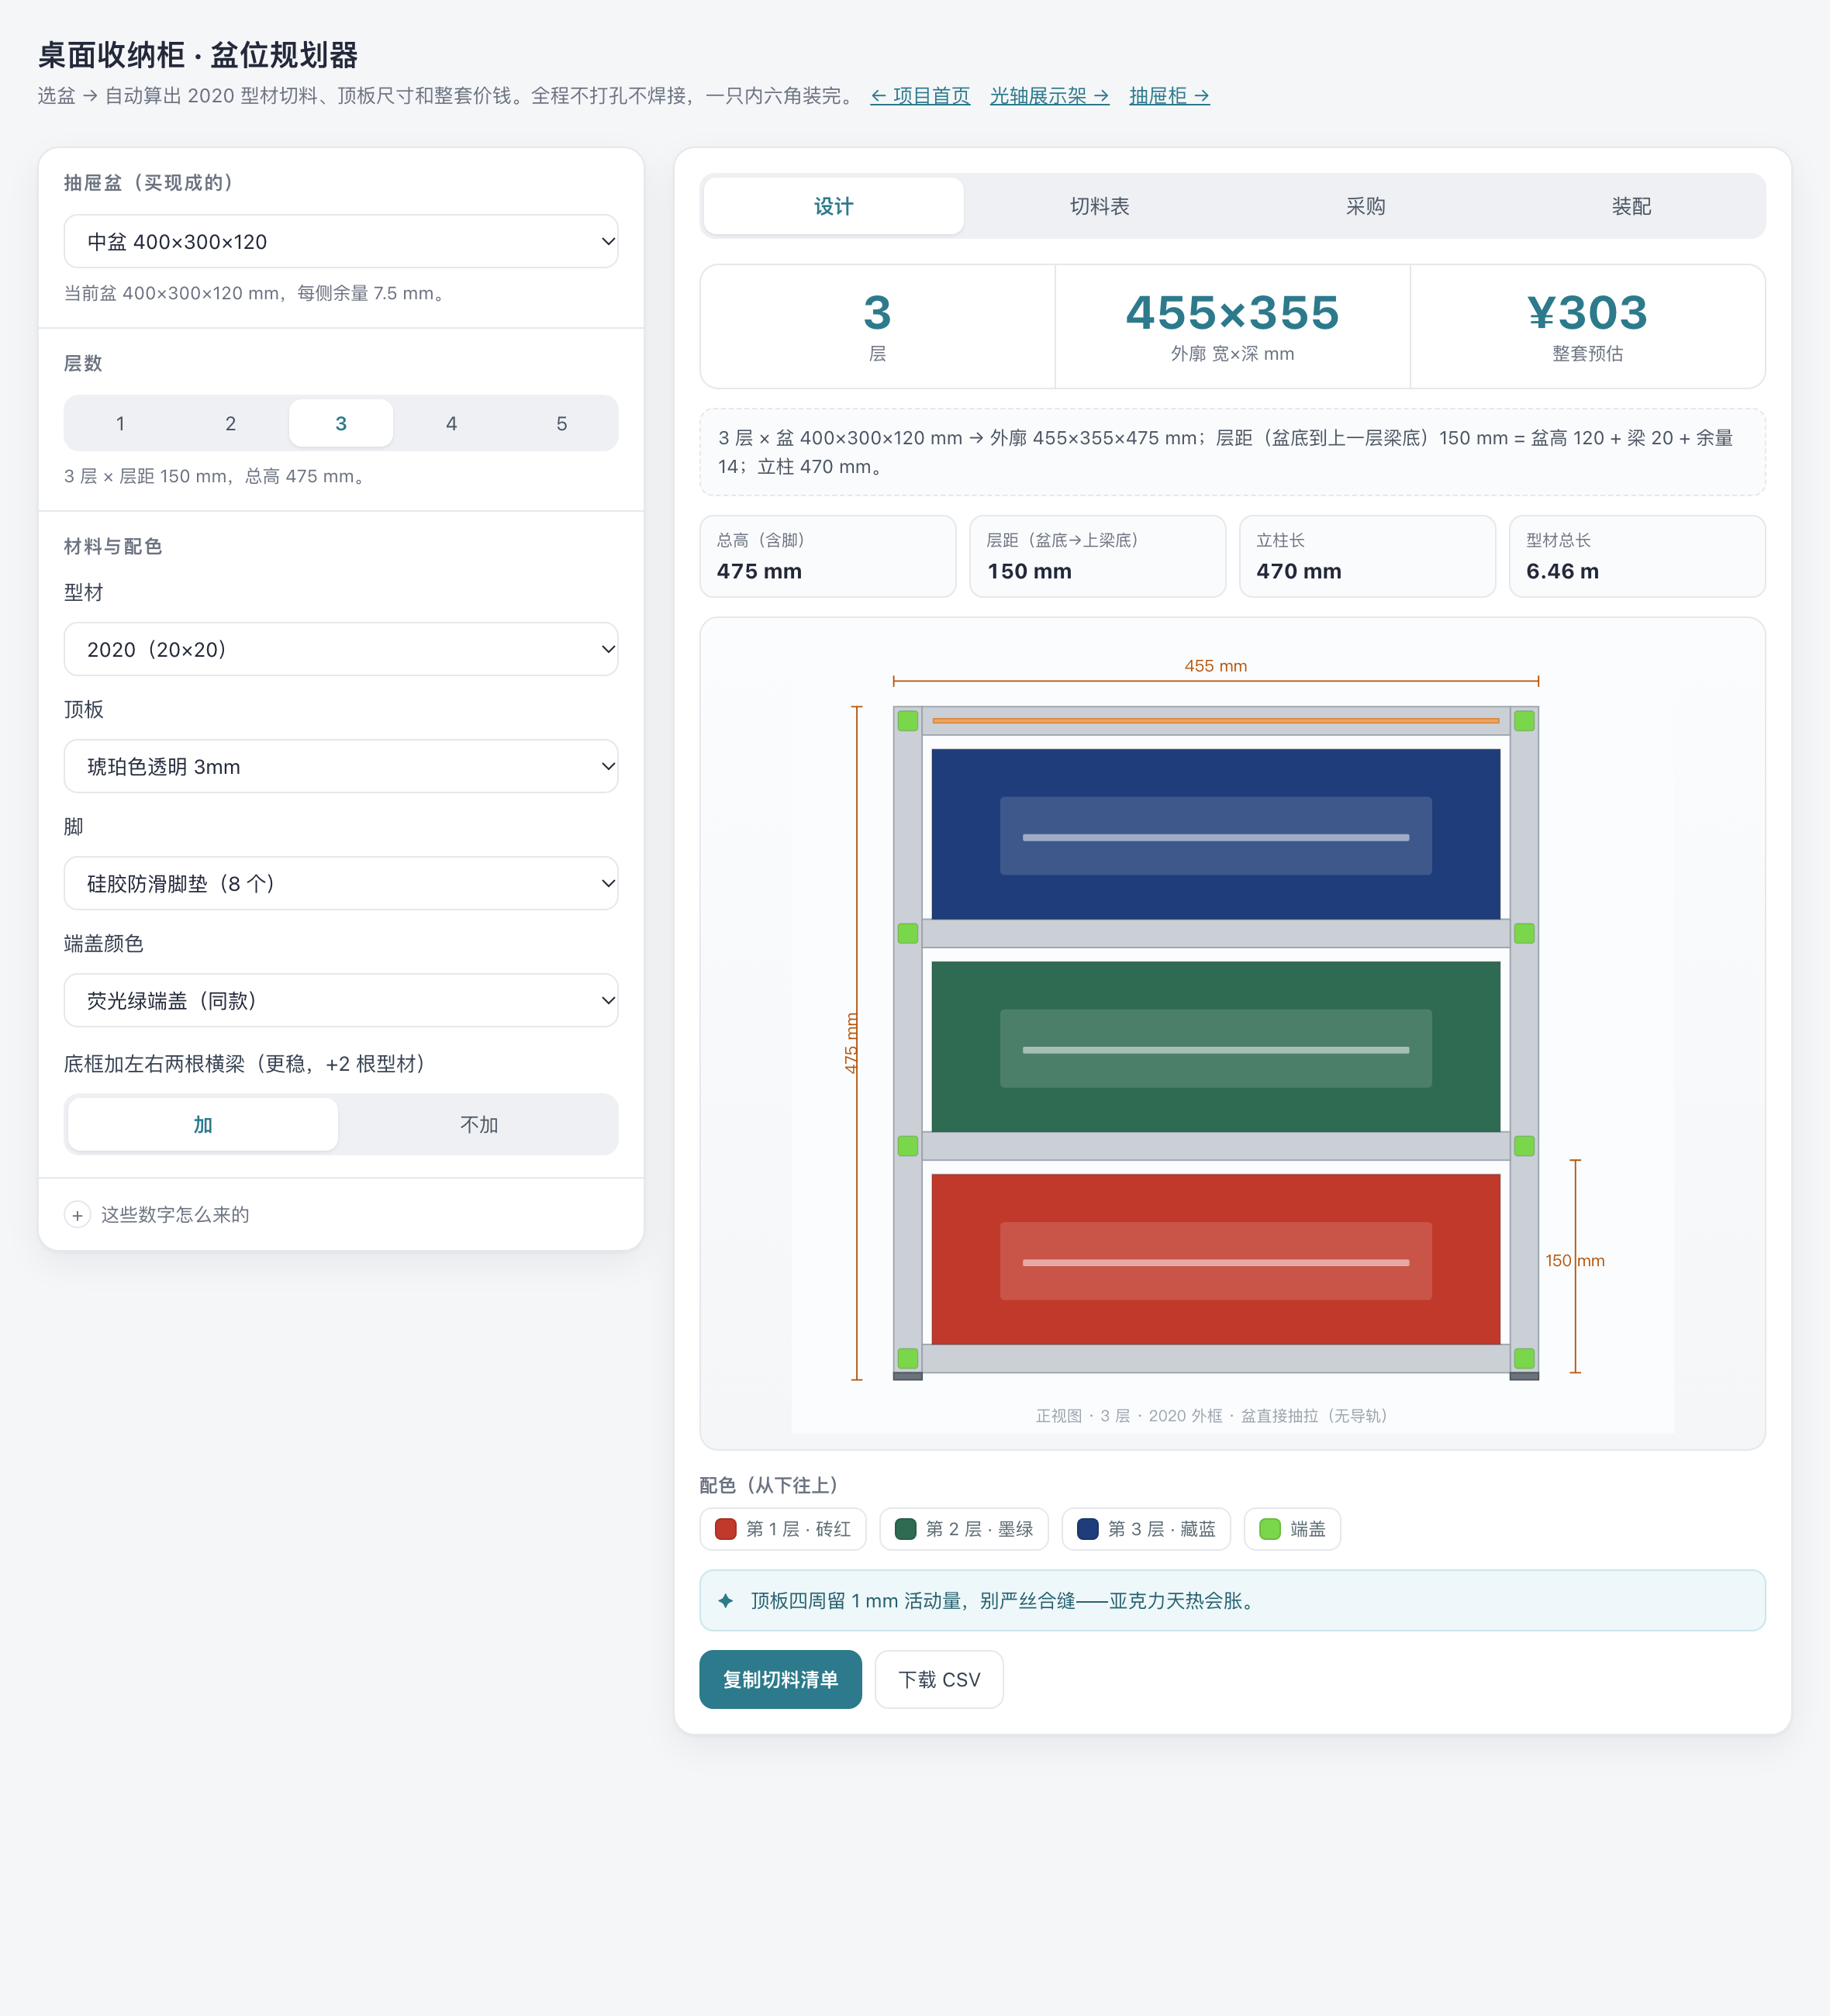 桌面收纳柜 · 盆位规划器
选盆 → 自动算出 2020 型材切料、顶板尺寸和整套价钱。全程不打孔不焊接，一只内六角装完。 ← 项目首页 光轴展示架 → 抽屉柜 →
抽屉盆（买现成的）
中盆 400×300×120
当前盆 400×300×120 mm，每侧余量 7.5 mm。
层数
1 2 3 4 5
3 层 × 层距 150 mm，总高 475 mm。
材料与配色
型材
2020（20×20）
顶板
琥珀色透明 3mm
脚
硅胶防滑脚垫（8 个）
端盖颜色
荧光绿端盖（同款）
底框加左右两根横梁（更稳，+2 根型材）
加 不加
+ 这些数字怎么来的
设计 切料表 采购 装配
3
层
455×355
外廓 宽×深 mm
¥303
整套预估
3 层 × 盆 400×300×120 mm → 外廓 455×355×475 mm；层距（盆底到上一层梁底）150 mm = 盆高 120 + 梁 20 + 余量
14；立柱 470 mm。
总高（含脚）
475 mm
层距（盆底→上梁底）
150 mm
立柱长
470 mm
型材总长
6.46 m
455 mm
475 mm
150 mm
正视图 · 3 层 · 2020 外框 · 盆直接抽拉（无导轨）
配色（从下往上）
第 1 层 · 砖红 第 2 层 · 墨绿 第 3 层 · 藏蓝 端盖
✦ 顶板四周留 1 mm 活动量，别严丝合缝——亚克力天热会胀。
复制切料清单 下载 CSV